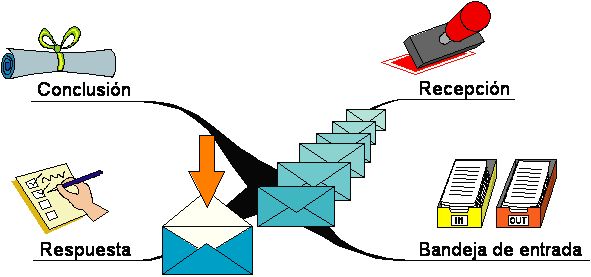 Conclusión
Recepción
Respuesta
IN
OUT
Bandeja de entrada